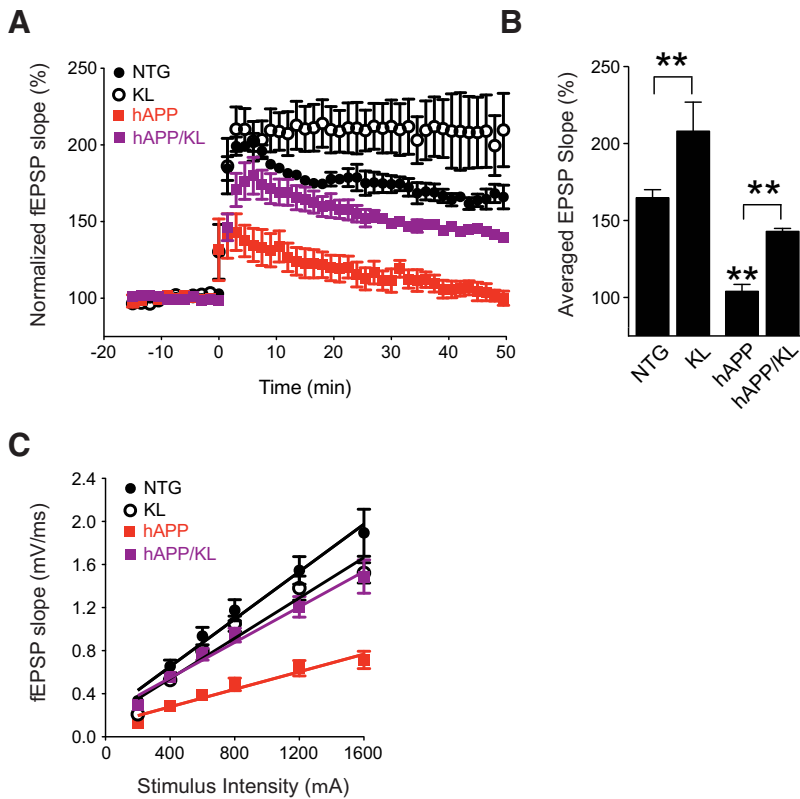 A
Normalized fEPSP slope (%)
250
200
150
100
NTG
KL
hAPP
hAPP/KL
-20
-10
0
10
20
30
40
50
Time (min)
B
Averaged EPSP Slope (%)
250
200
150
100
**
**
**
NTG
KL
hAPP
hAPP/KL
C
fEPSP slope (mV/ms)
2.4
2.0
1.6
1.2
0.8
0.4
0.0
NTG
KL
hAPP
hAPP/KL
0
400
800
1200
1600
Stimulus Intensity (mA)